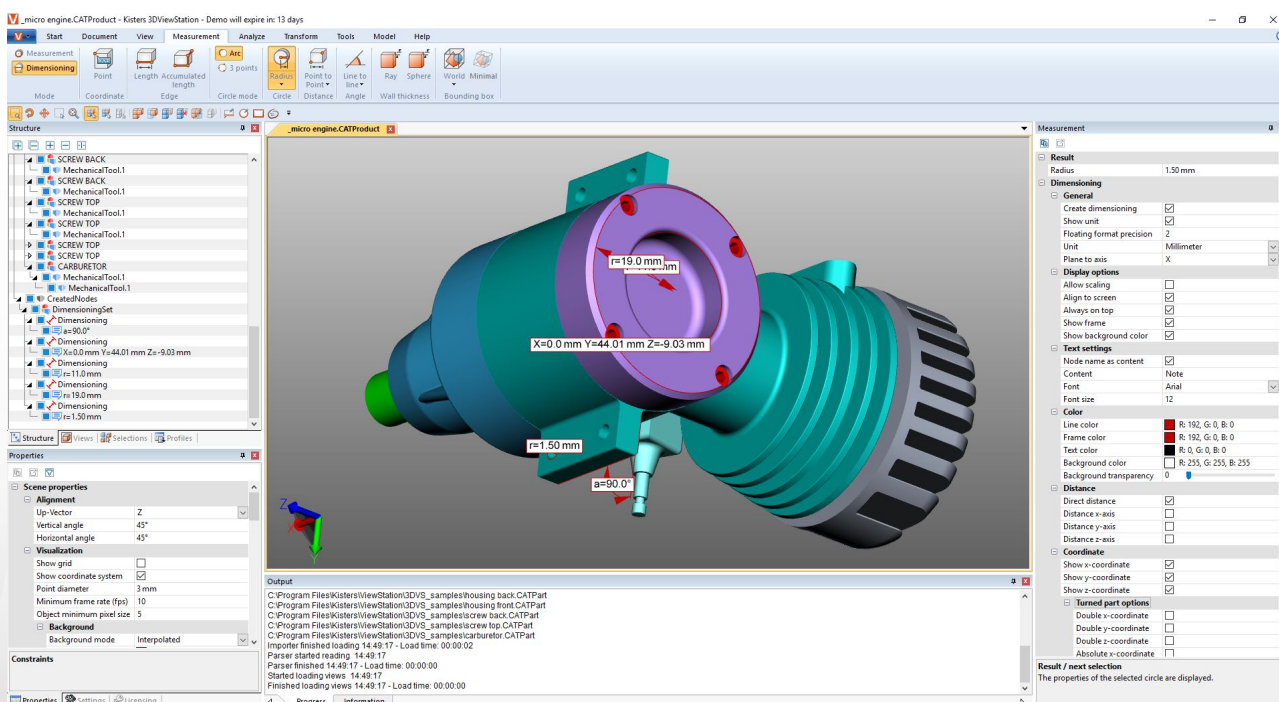 _micro engine.CATProduct - Kisters 3DViewStation - Demo will expire in: 13 days
Start Document View Measurement Analyze Transform Tools Model Help
Measurement
Dimensioning
Mode
Point
Coordinate
Length Accumulated length
Edge
Arc
3 points
Circle mode
Radius
Circle
Point to Point
Distance
Line to line
Angle
Ray Sphere
Wall thickness
World Minimal
Bounding box
Structure
SCREW BACK
MechanicalTool.1
SCREW BACK
MechanicalTool.1
SCREW TOP
MechanicalTool.1
SCREW TOP
MechanicalTool.1
SCREW TOP
SCREW TOP
CARBURETOR
MechanicalTool.1
MechanicalTool.1
CreatedNodes
DimensioningSet
Dimensioning
a=90.0°
Dimensioning
X=0.0 mm Y=44.01 mm Z=-9.03 mm
Dimensioning
r=11.0 mm
Dimensioning
r=19.0 mm
Dimensioning
r=1.50 mm
Structure Views Selections Profiles
Properties
Scene properties
Alignment
Up-Vector Z
Vertical angle 45°
Horizontal angle 45°
Visualization
Show grid
Show coordinate system
Point diameter 3 mm
Minimum frame rate (fps) 10
Object minimum pixel size 5
Background
Background mode Interpolated
Constraints
Properties Settings Licensing
_micro engine.CATProduct
r=19.0 mm
X=0.0 mm Y=44.01 mm Z=-9.03 mm
r=1.50 mm
a=90.0°
Z
X
Y
Output
C:\Program Files\Kisters\ViewStation\3DVS_samples\housing back.CATPart
C:\Program Files\Kisters\ViewStation\3DVS_samples\housing front.CATPart
C:\Program Files\Kisters\ViewStation\3DVS_samples\screw back.CATPart
C:\Program Files\Kisters\ViewStation\3DVS_samples\screw top.CATPart
C:\Program Files\Kisters\ViewStation\3DVS_samples\carburetor.CATPart
Importer finished loading 14:49:17 - Load time: 00:00:02
Parser started reading 14:49:17
Parser finished 14:49:17 - Load time: 00:00:00
Started loading views 14:49:17
Finished loading views 14:49:17 - Load time: 00:00:00
Progress Information
Measurement
Result
Radius 1.50 mm
Dimensioning
General
Create dimensioning
Show unit
Floating format precision 2
Unit Millimeter
Plane to axis X
Display options
Allow scaling
Align to screen
Always on top
Show frame
Show background color
Text settings
Node name as content
Content Note
Font Arial
Font size 12
Color
Line color R: 192, G: 0, B: 0
Frame color R: 192, G: 0, B: 0
Text color R: 0, G: 0, B: 0
Background color R: 255, G: 255, B: 255
Background transparency 0
Distance
Direct distance
Distance x-axis
Distance y-axis
Distance z-axis
Coordinate
Show x-coordinate
Show y-coordinate
Show z-coordinate
Turned part options
Double x-coordinate
Double y-coordinate
Double z-coordinate
Absolute x-coordinate
Result / next selection
The properties of the selected circle are displayed.